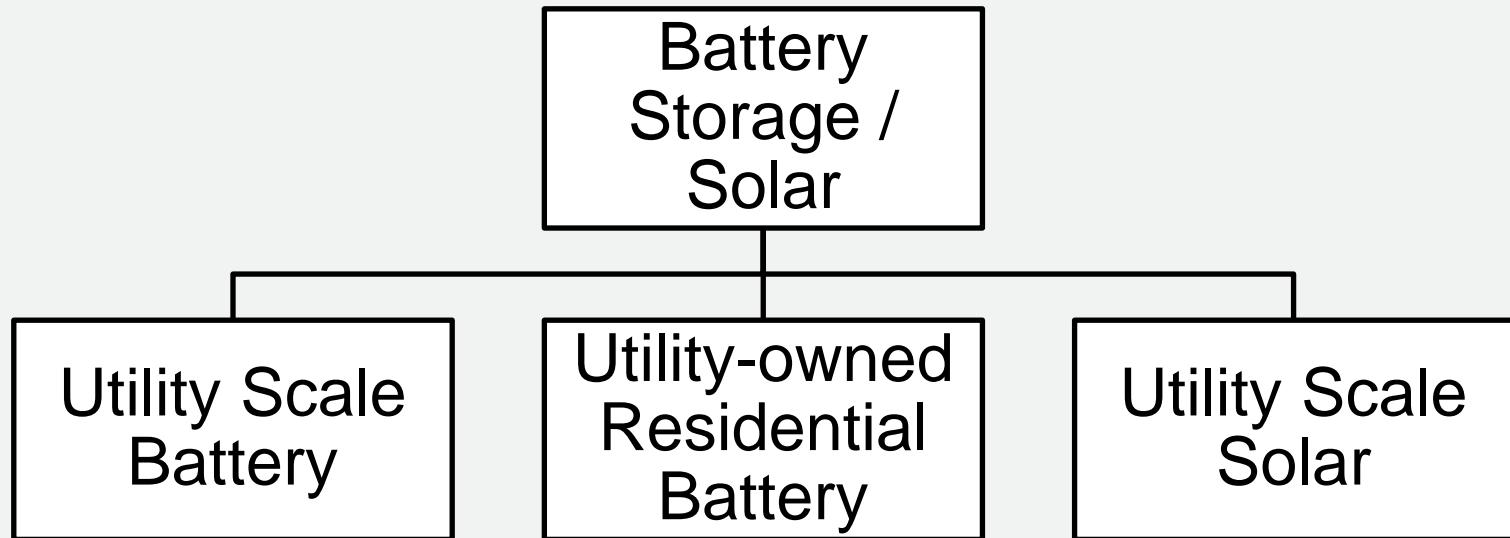 Battery
Storage /
Solar
Utility Scale
Battery
Utility-owned
Residential
Battery
Utility Scale
Solar